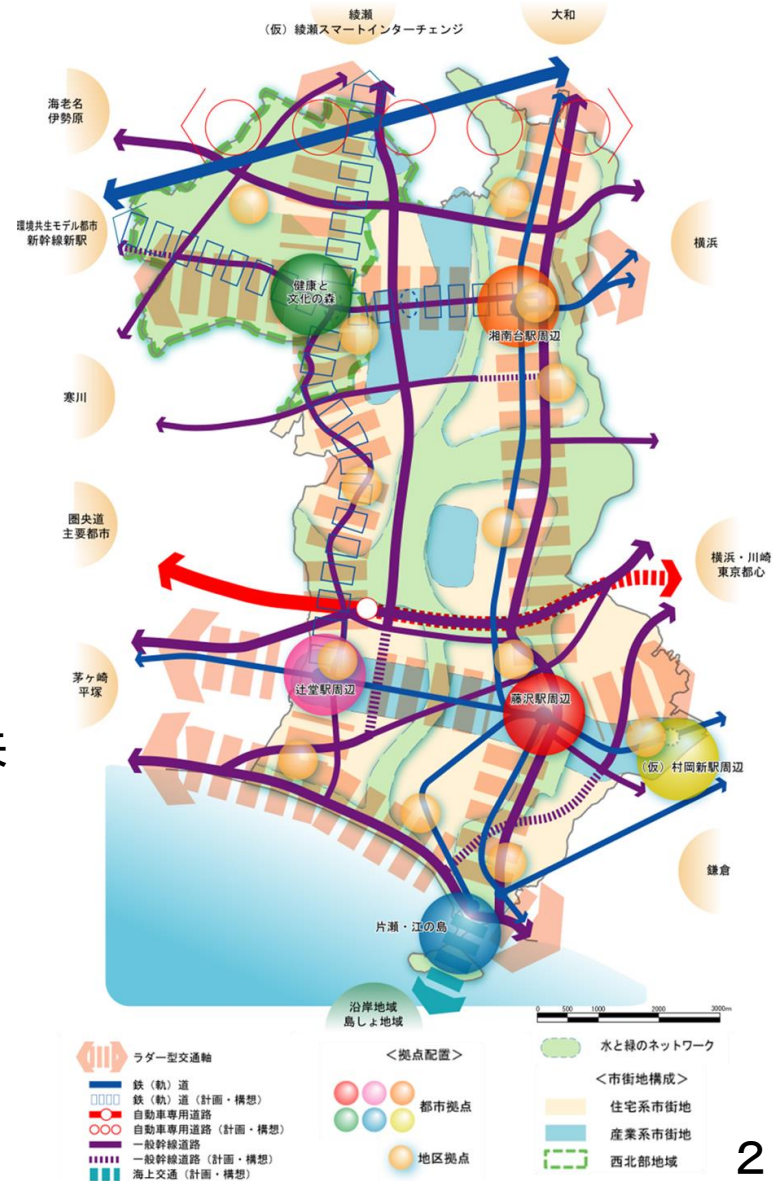 綾瀬
(仮)綾瀬スマートインターチェンジ
大和
海老名
伊勢原
環境共生モデル都市
新幹線新駅
横浜
健康と
文化の森
湘南台駅周辺
寒川
圏央道
主要都市
横浜・川崎
東京都心
茅ヶ崎
平塚
辻堂駅周辺
藤沢駅周辺
(仮)村岡新駅周辺
鎌倉
片瀬・江の島
沿岸地域
島しょ地域
0 500 1000 2000 3000m
ラダー型交通軸
鉄(軌)道
鉄(軌)道(計画・構想)
自動車専用道路
自動車専用道路(計画・構想)
一般幹線道路
一般幹線道路(計画・構想)
海上交通(計画・構想)
<拠点配置>
都市拠点
地区拠点
水と緑のネットワーク
<市街地構成>
住宅系市街地
産業系市街地
西北部地域
2